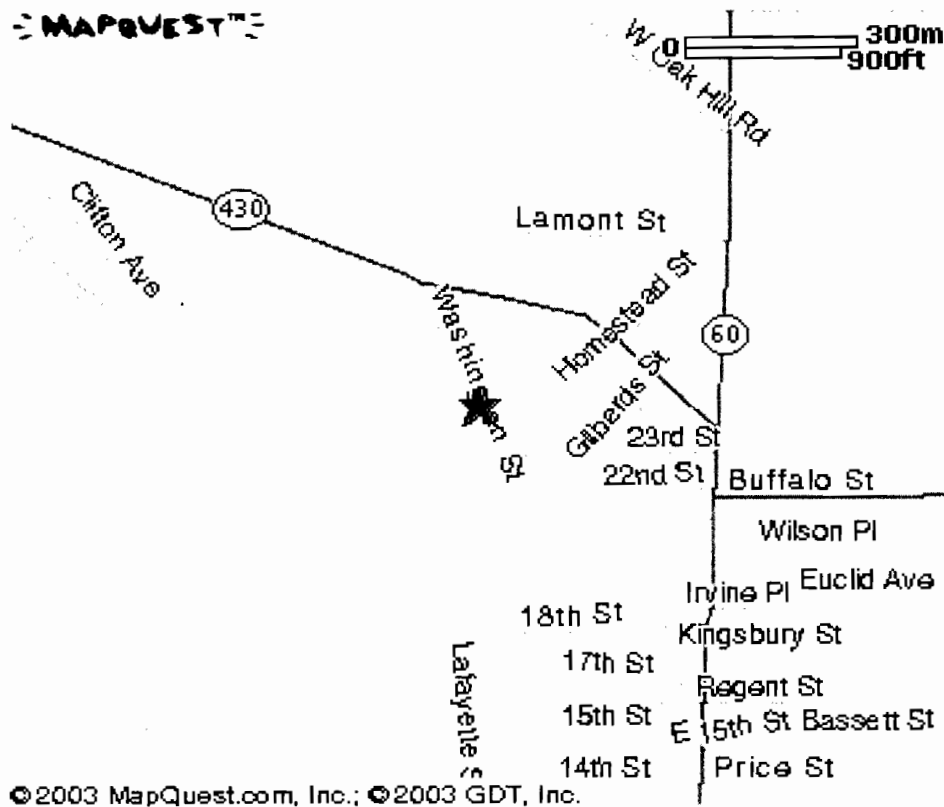 MAPQUEST™
0 300m
900ft
W Oak Hill Rd
Clifton Ave
430
Lamont St
Washington St
Homestead St
60
Gilberds St
23rd St
22nd St
Buffalo St
Wilson Pl
Irvine Pl
Euclid Ave
18th St
Kingsbury St
Lafayette S
17th St
Regent St
15th St
E 15th St
Bassett St
14th St
Price St
©2003 MapQuest.com, Inc.; ©2003 GDT, Inc.